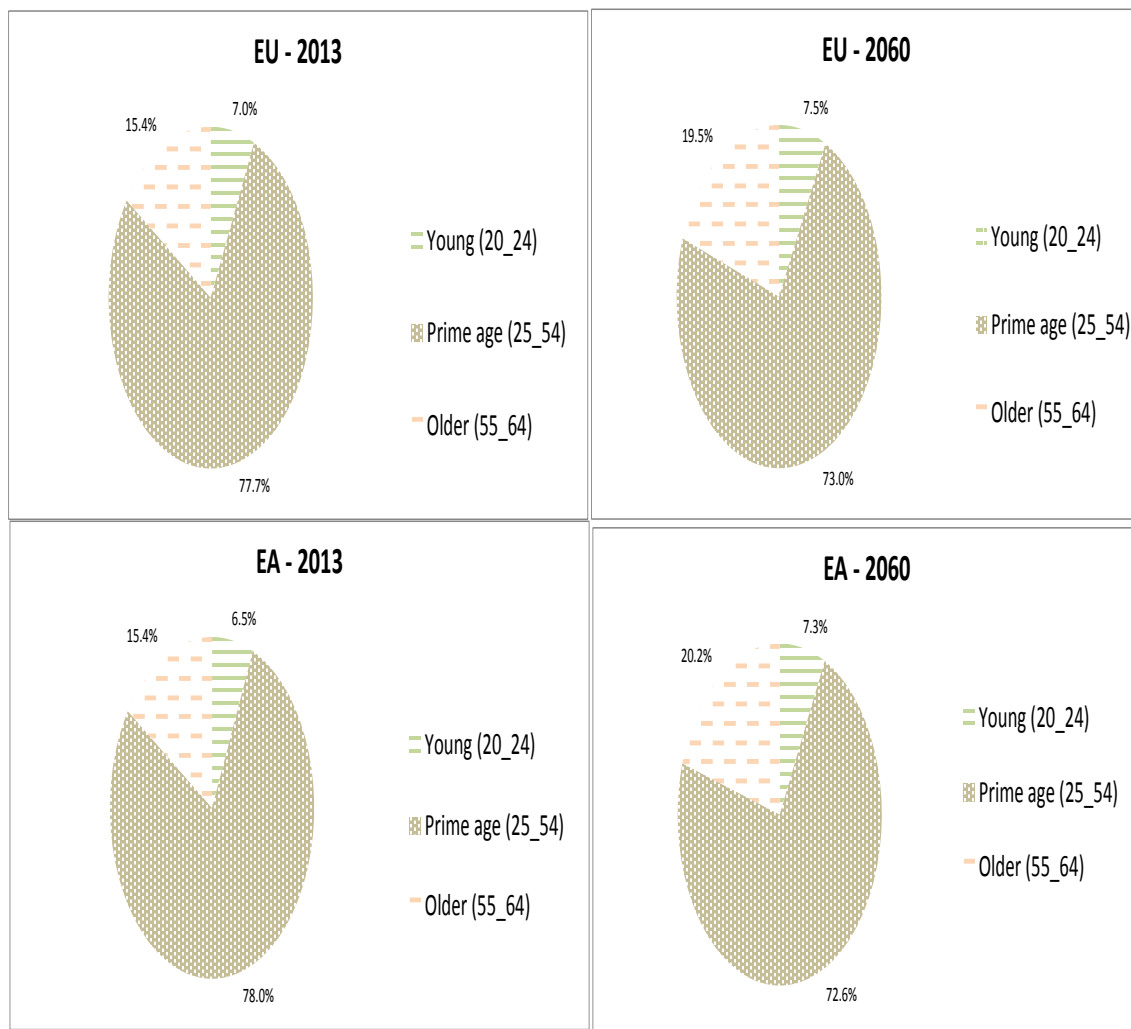 EU - 2013
7.0%
15.4%
Young (20_24)
Prime age (25_54)
Older (55_64)
77.7%
EU - 2060
7.5%
19.5%
Young (20_24)
Prime age (25_54)
Older (55_64)
73.0%
EA - 2013
6.5%
15.4%
Young (20_24)
Prime age (25_54)
Older (55_64)
78.0%
EA - 2060
7.3%
20.2%
Young (20_24)
Prime age (25_54)
Older (55_64)
72.6%